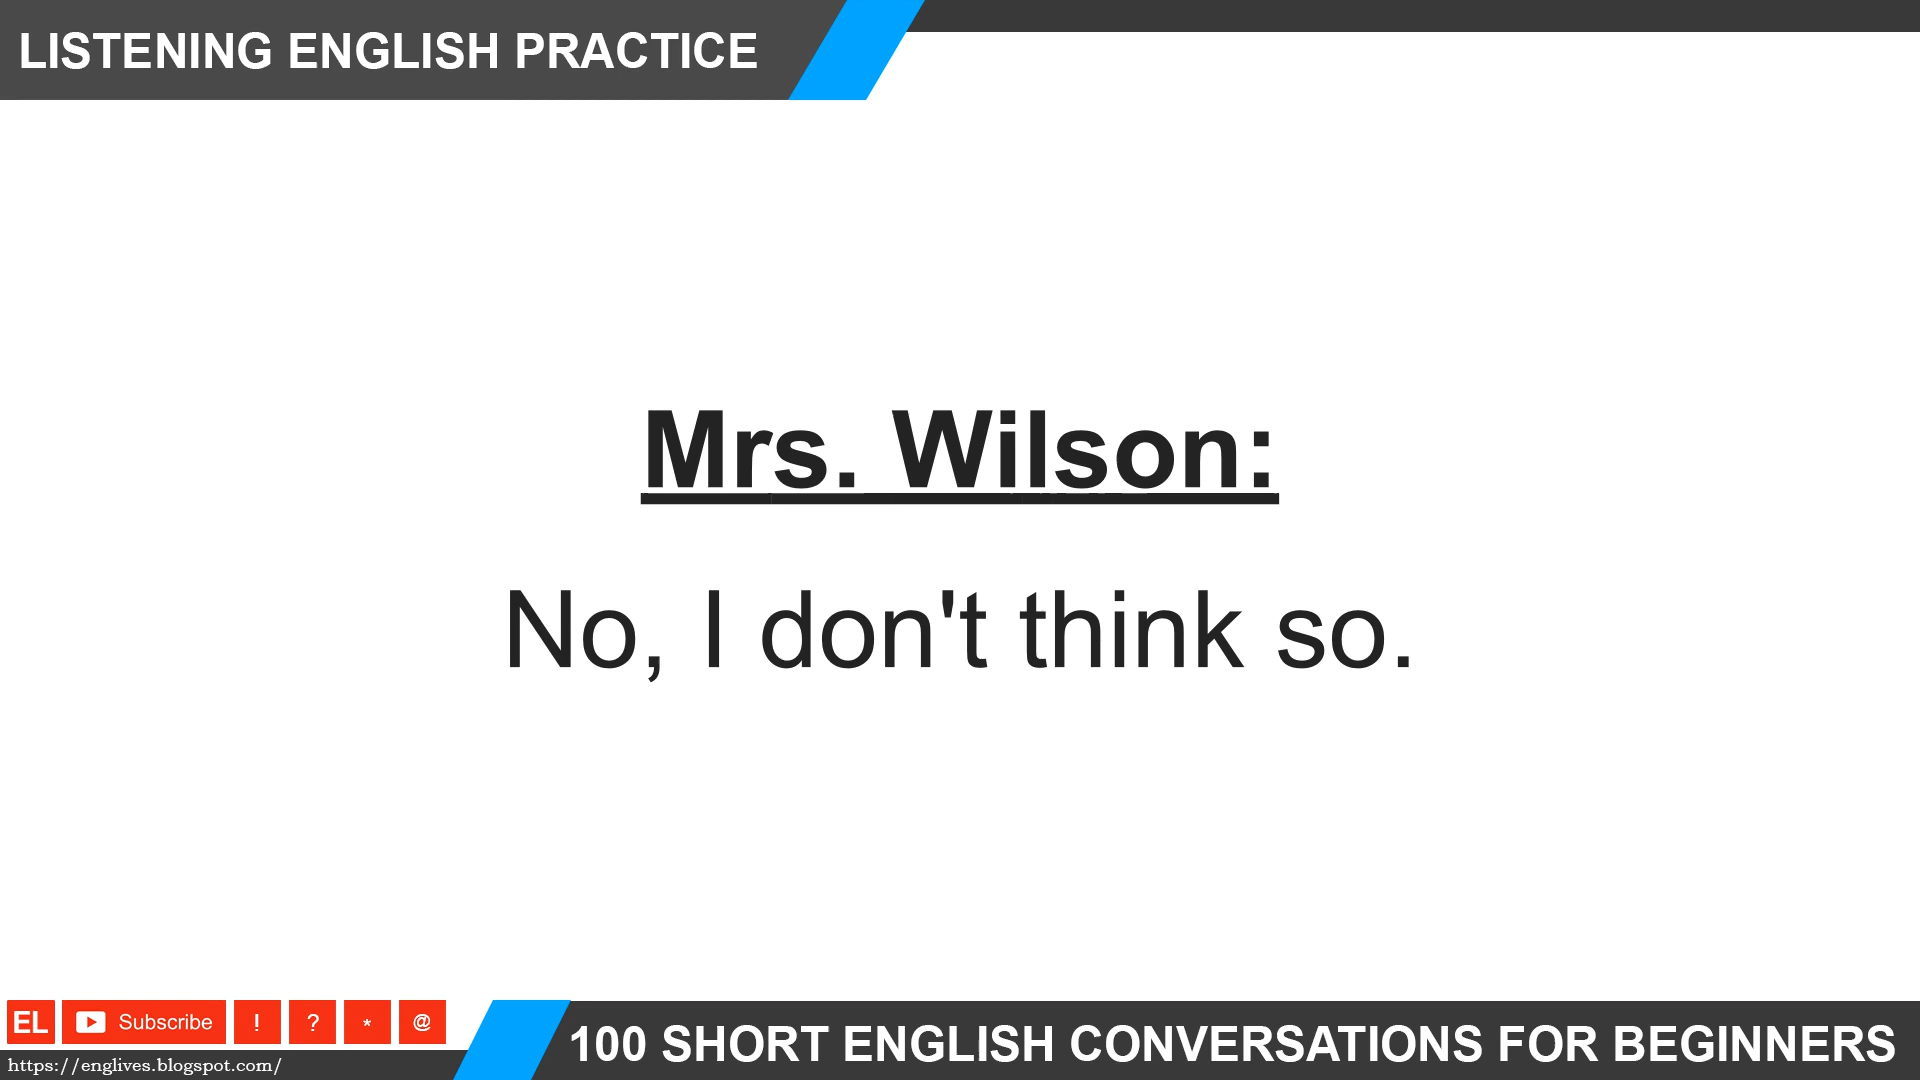 LISTENING ENGLISH PRACTICE
Mrs. Wilson:
No, I don't think so.
EL Subscribe ! ? * @
https://englives.blogspot.com/
100 SHORT ENGLISH CONVERSATIONS FOR BEGINNERS